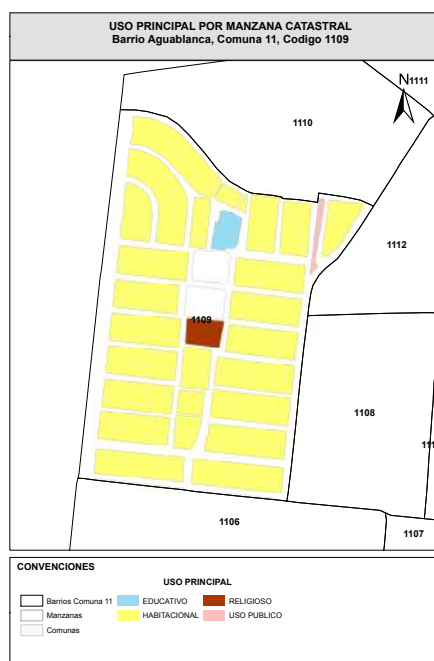 USO PRINCIPAL POR MANZANA CATASTRAL
Barrio Aguablanca, Comuna 11, Codigo 1109
N
1111
1110
1112
1109
1108
111
1106
1107
CONVENCIONES
USO PRINCIPAL
Barrios Comuna 11 EDUCATIVO RELIGIOSO
Manzanas HABITACIONAL USO PUBLICO
Comunas